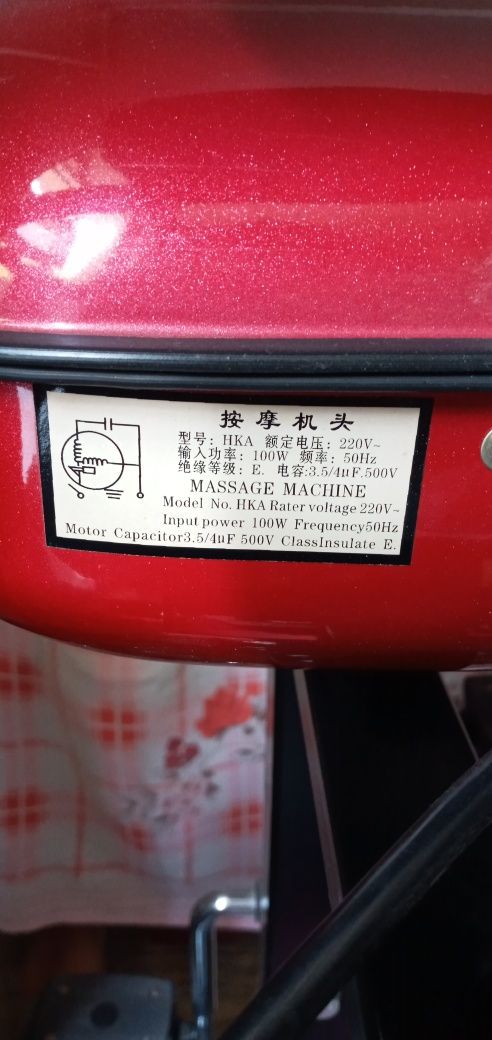 按摩机头
型号: HKA 额定电压: 220V~
输入功率: 100W 频率: 50Hz
绝缘等级: E. 电容:3.5/4uF.500V
MASSAGE MACHINE
Model No. HKA Rater voltage 220V~
Input power 100W Frequency50Hz
Motor Capacitor3.5/4uF 500V ClassInsulate E.